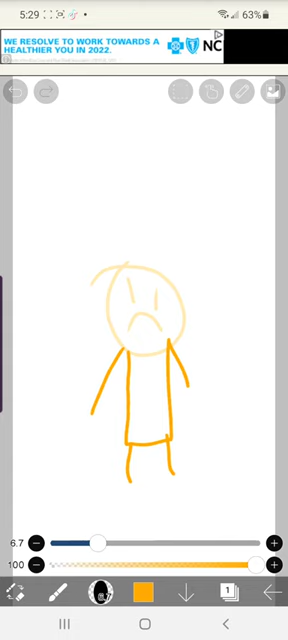 5:29
63%
WE RESOLVE TO WORK TOWARDS A
HEALTHIER YOU IN 2022.
NC
6.7
100
1